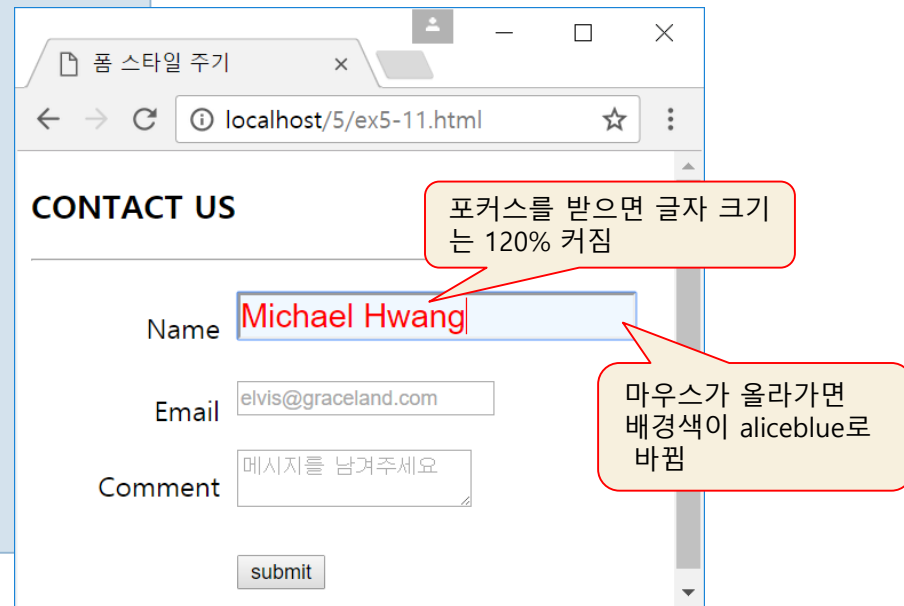 폼 스타일 주기
localhost/5/ex5-11.html
CONTACT US
포커스를 받으면 글자 크기
는 120% 커짐
Name
Michael Hwang
마우스가 올라가면
배경색이 aliceblue로
바뀜
Email
elvis@graceland.com
Comment
메시지를 남겨주세요
submit